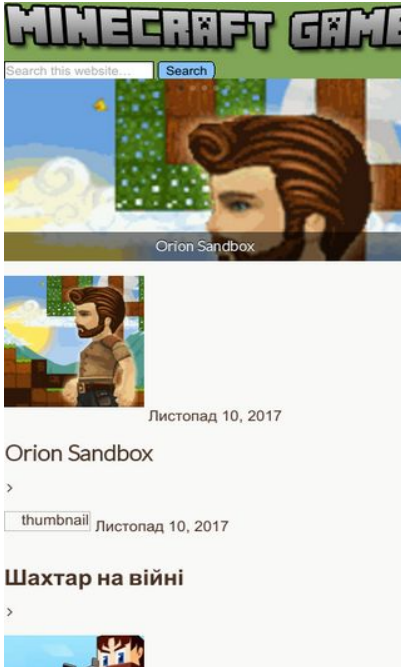 MINECRAFT GAME
Search this website...
Search
Orion Sandbox
Листопад 10, 2017
Orion Sandbox
>
thumbnail Листопад 10, 2017
Шахтар на війні
>